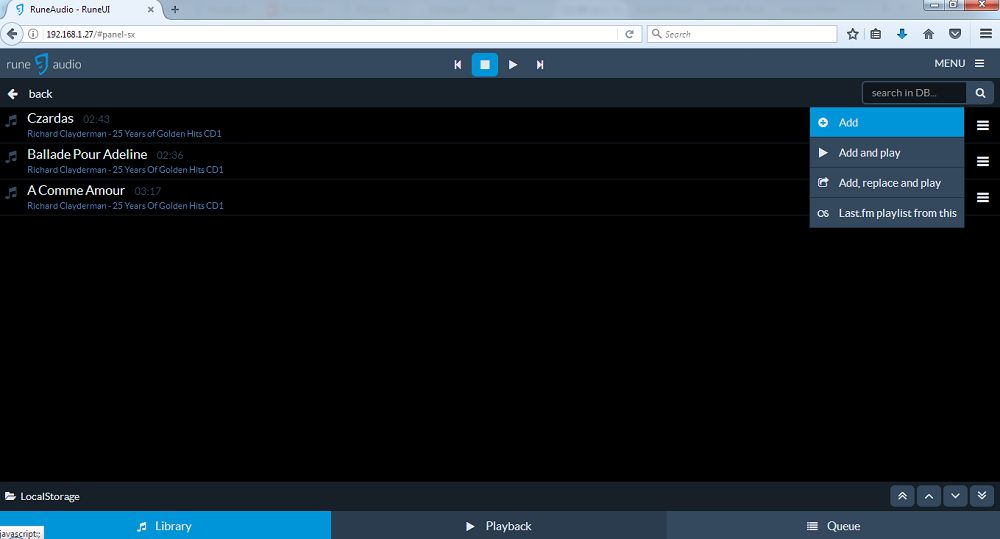 RuneAudio - RuneUI
192.168.1.27/#panel-sx
Search
rune audio
MENU
back
search in DB...
Czardas 02:43
Richard Clayderman - 25 Years of Golden Hits CD1
Add
Ballade Pour Adeline 02:36
Richard Clayderman - 25 Years Of Golden Hits CD1
Add and play
A Comme Amour 03:17
Richard Clayderman - 25 Years Of Golden Hits CD1
Add, replace and play
Last.fm playlist from this
LocalStorage
Library
Playback
Queue
javascript:;